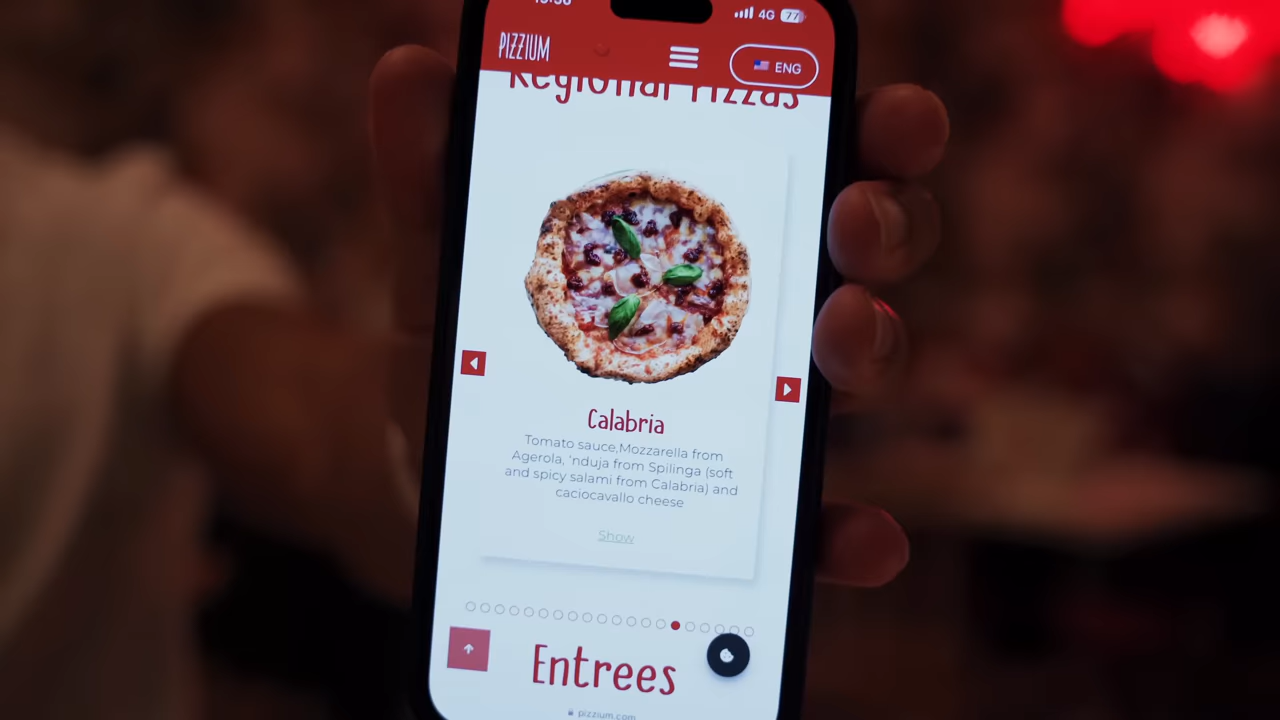 4G 77
PIZZIUM
ENG
Regional Pizzas
Calabria
Tomato sauce,Mozzarella from
Agerola, 'nduja from Spilinga (soft
and spicy salami from Calabria) and
caciocavallo cheese
Show
Entrees
pizzium.com